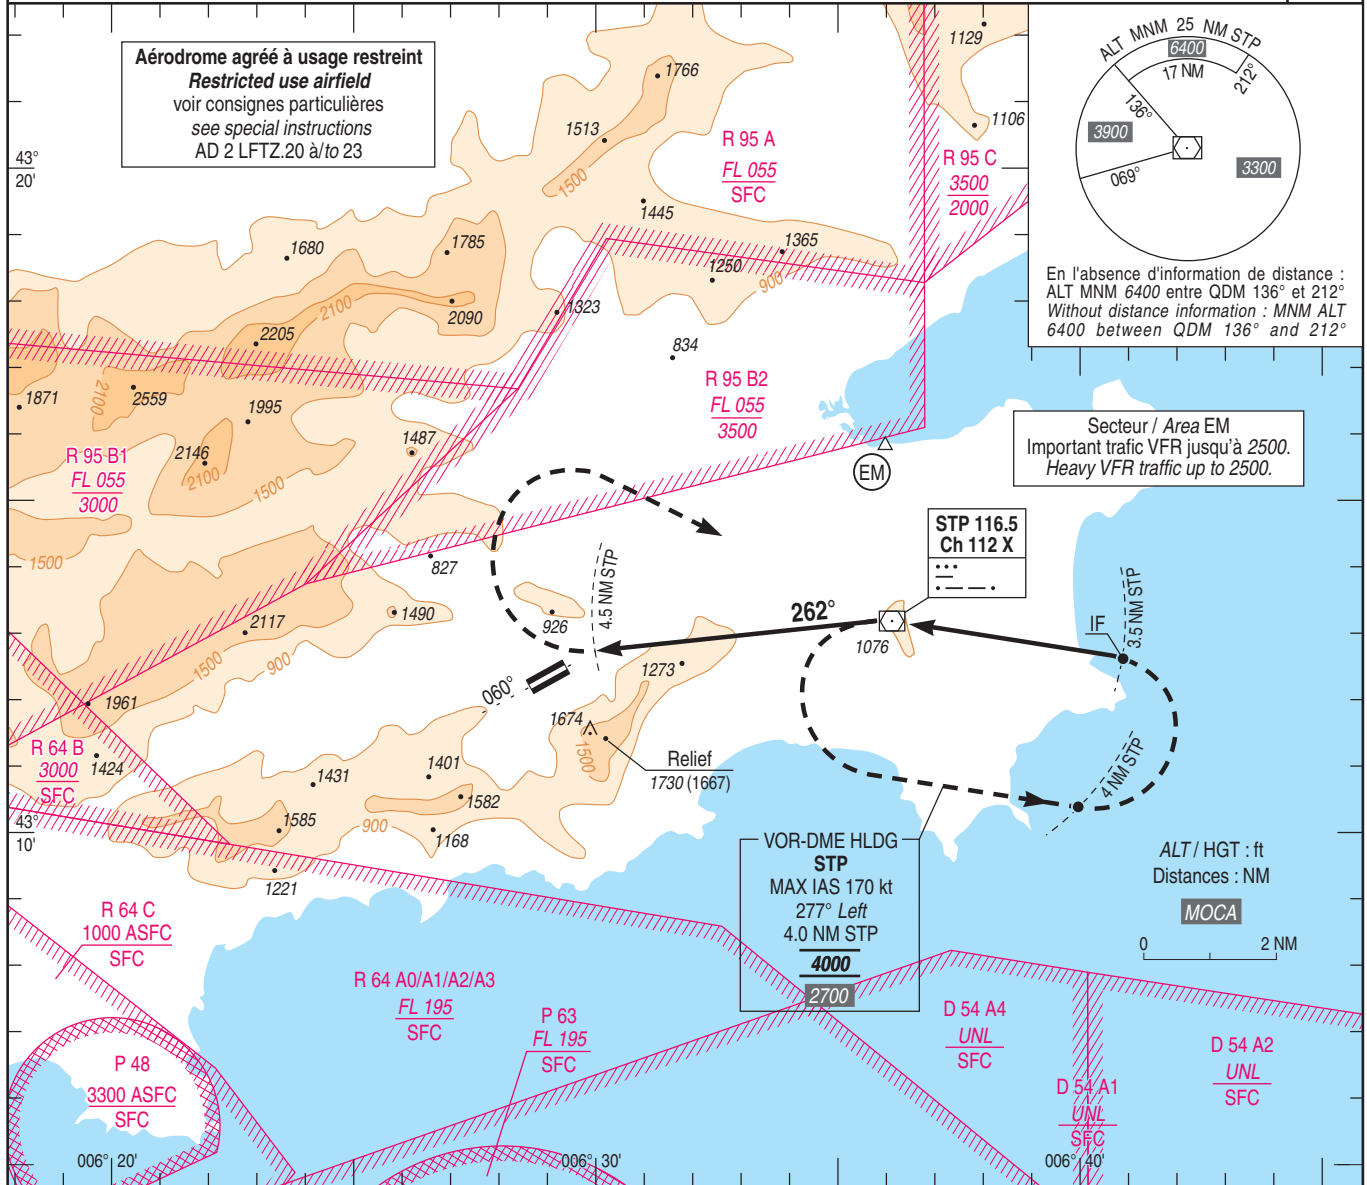 Aérodrome agréé à usage restreint
Restricted use airfield
voir consignes particulières
see special instructions
AD 2 LFTZ.20 à/to 23
ALT MNM 25 NM STP
6400
17 NM
212°
136°
3900
3300
069°
En l'absence d'information de distance :
ALT MNM 6400 entre QDM 136° et 212°
Without distance information : MNM ALT
6400 between QDM 136° and 212°
1129
1766
1106
1513
R 95 A
FL 055
SFC
R 95 C
3500
2000
43°
20'
1500
1445
1680
1785
1365
1250
900
2100
2090
1323
2205
834
1871
2100
2559
1995
R 95 B2
FL 055
3500
Secteur / Area EM
Important trafic VFR jusqu'à 2500.
Heavy VFR traffic up to 2500.
R 95 B1
FL 055
3000
2146
2100
1487
1500
EM
STP 116.5
Ch 112 X
1500
827
4.5 NM STP
3.5 NM STP
1490
926
262°
IF
2117
1076
1500
900
1273
060°
1961
1674
1500
Relief
1730 (1667)
4 NM STP
R 64 B
3000
SFC
1424
1431
1401
1582
43°
10'
1585
900
1168
1221
VOR-DME HLDG
STP
MAX IAS 170 kt
277° Left
4.0 NM STP
4000
2700
ALT / HGT : ft
Distances : NM
MOCA
0 2 NM
R 64 C
1000 ASFC
SFC
R 64 A0/A1/A2/A3
FL 195
SFC
P 63
FL 195
SFC
D 54 A4
UNL
SFC
D 54 A2
UNL
SFC
P 48
3300 ASFC
SFC
D 54 A1
UNL
SFC
006° 20'
006° 30'
006° 40'